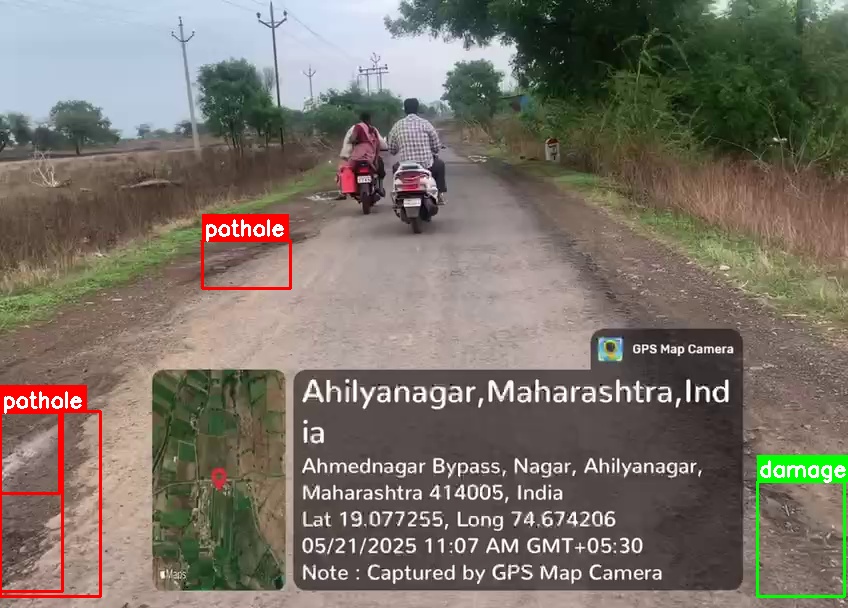 pothole
pothole
damage
GPS Map Camera
Ahilyanagar,Maharashtra,Ind
ia
Ahmednagar Bypass, Nagar, Ahilyanagar,
Maharashtra 414005, India
Lat 19.077255, Long 74.674206
05/21/2025 11:07 AM GMT+05:30
Note : Captured by GPS Map Camera
Maps